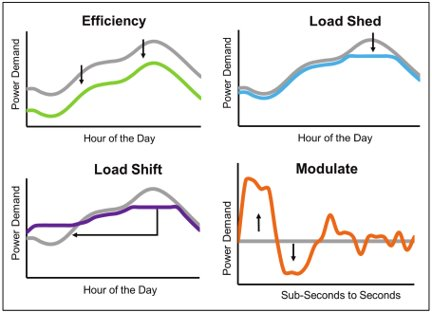 Efficiency
Power Demand
Hour of the Day
Load Shed
Power Demand
Hour of the Day
Load Shift
Power Demand
Hour of the Day
Modulate
Power Demand
Sub-Seconds to Seconds